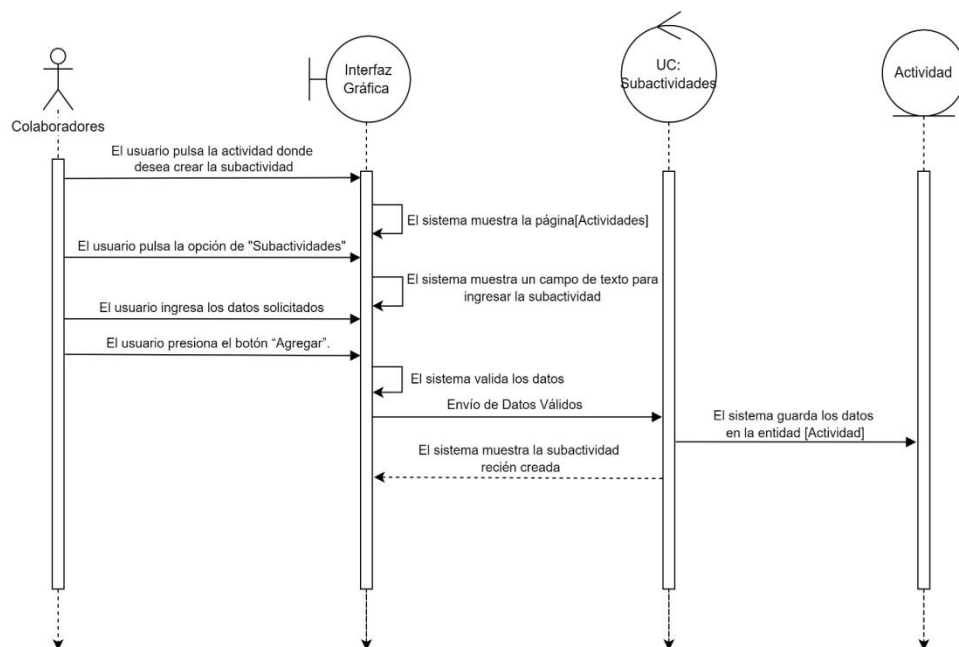 Interfaz
Gráfica
UC:
Subactividades
Actividad
Colaboradores
El usuario pulsa la actividad donde
desea crear la subactividad
El sistema muestra la página[Actividades]
El usuario pulsa la opción de "Subactividades"
El sistema muestra un campo de texto para
ingresar la subactividad
El usuario ingresa los datos solicitados
El usuario presiona el botón “Agregar”.
El sistema valida los datos
Envío de Datos Válidos
El sistema guarda los datos
en la entidad [Actividad]
El sistema muestra la subactividad
recién creada